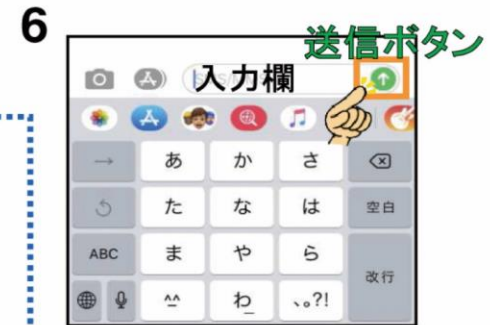 6
送信ボタン
入力欄
→ あ か さ
た な は 空白
ABC ま や ら
改行
^^ わ_ 、。?!